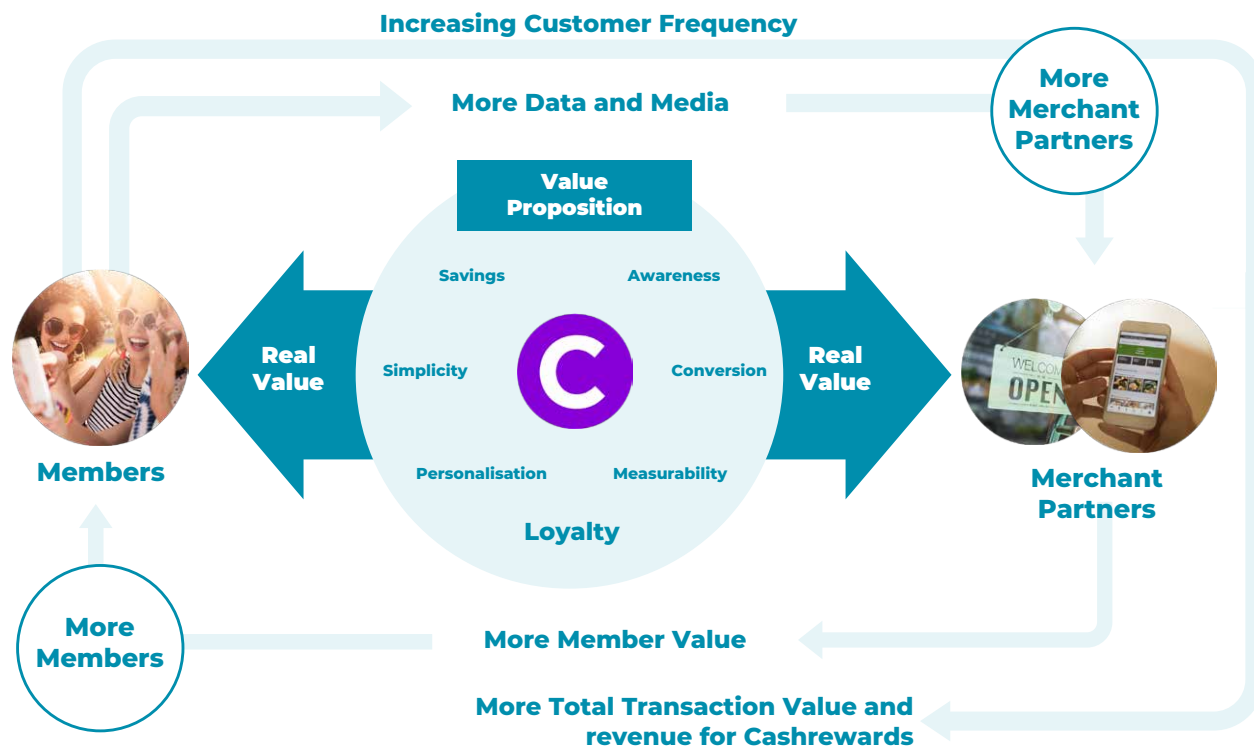 Increasing Customer Frequency
More Data and Media
More
Merchant
Partners
Value
Proposition
Savings
Awareness
Real
Value
Simplicity
C
Conversion
Real
Value
WELCOME
OPEN
Personalisation
Measurability
Members
Merchant
Partners
Loyalty
More
Members
More Member Value
More Total Transaction Value and
revenue for Cashrewards